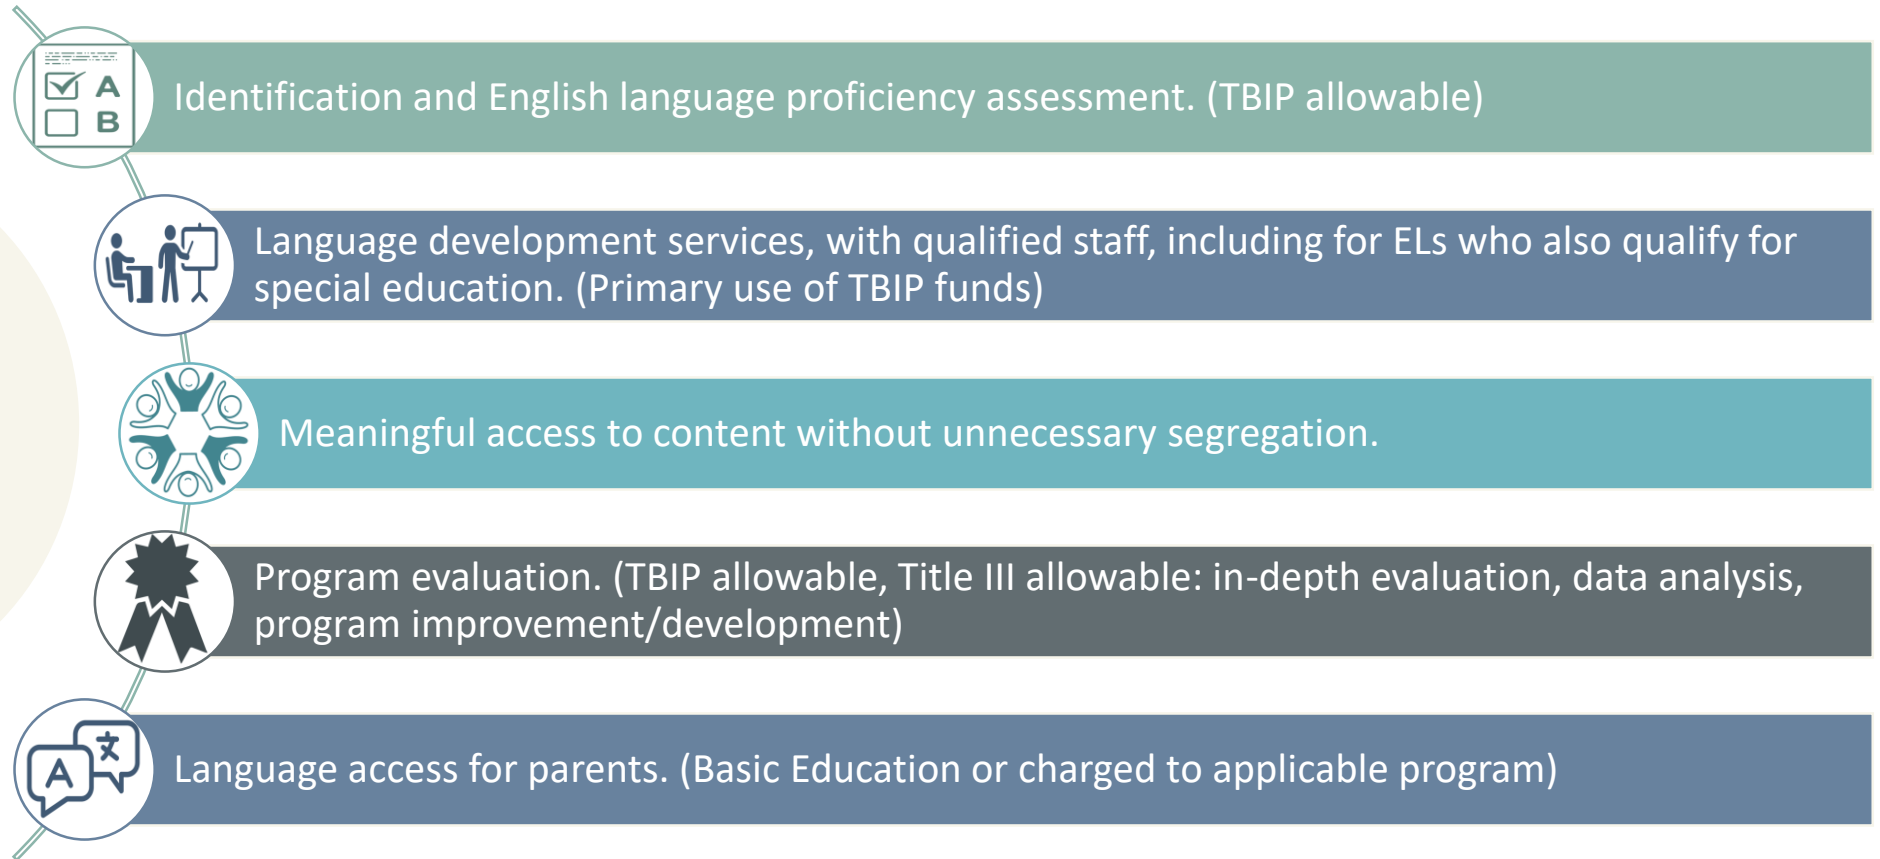 A
B
Identification and English language proficiency assessment. (TBIP allowable)
Language development services, with qualified staff, including for ELs who also qualify for
special education. (Primary use of TBIP funds)
Meaningful access to content without unnecessary segregation.
Program evaluation. (TBIP allowable, Title III allowable: in-depth evaluation, data analysis,
program improvement/development)
A 文
Language access for parents. (Basic Education or charged to applicable program)